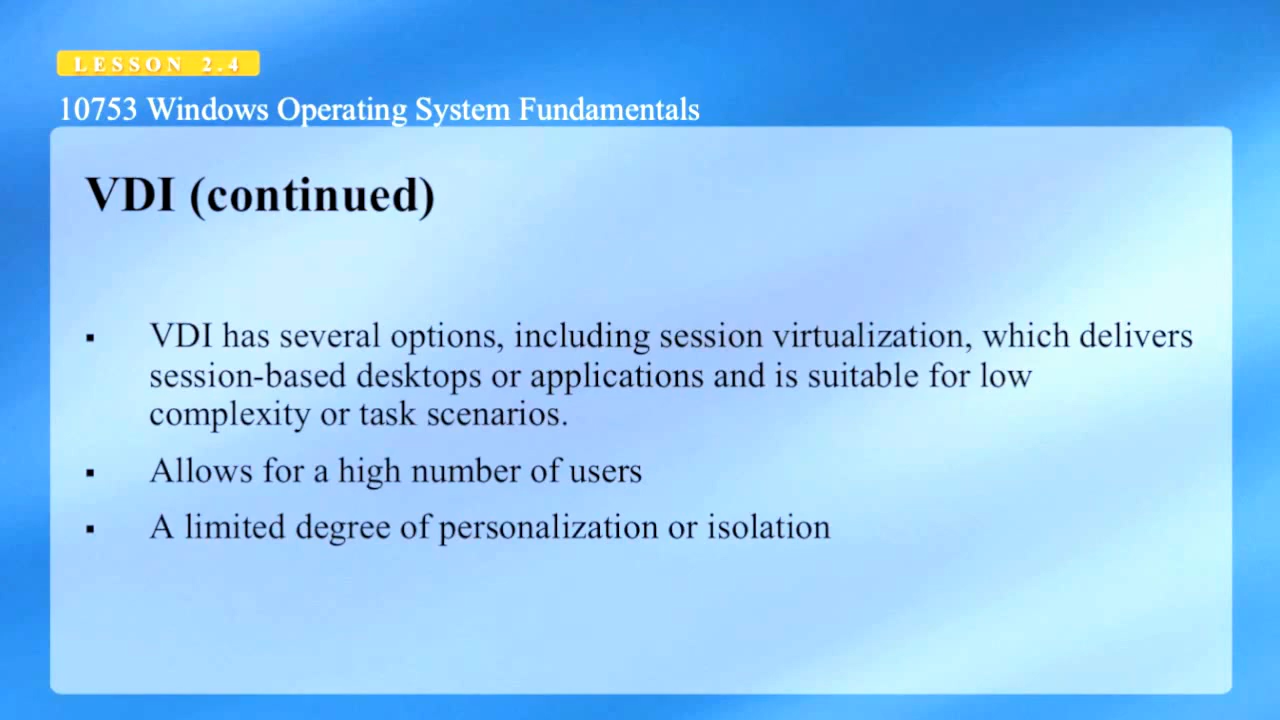 LESSON 2.4
10753 Windows Operating System Fundamentals
VDI (continued)
▪ VDI has several options, including session virtualization, which delivers
session-based desktops or applications and is suitable for low
complexity or task scenarios.
▪ Allows for a high number of users
▪ A limited degree of personalization or isolation